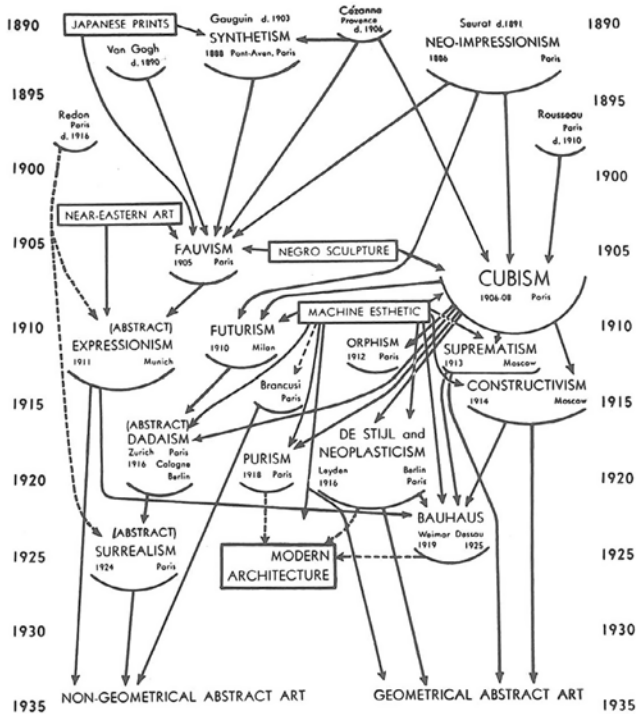 1890
JAPANESE PRINTS
Van Gogh
d. 1890
Gauguin d. 1903
SYNTHETISM
1888 Pont-Aven, Paris
Cézanne
Provence
d. 1906
Seurat d.1891
NEO-IMPRESSIONISM
1886 Paris
1890
1895
Redon
Paris
d. 1916
1895
Rousseau
Paris
d. 1910
1900
1900
NEAR-EASTERN ART
1905
FAUVISM
1905 Paris
NEGRO SCULPTURE
1905
CUBISM
1906-08 Paris
MACHINE ESTHETIC
1910
(ABSTRACT)
EXPRESSIONISM
1911 Munich
FUTURISM
1910 Milan
ORPHISM
1912 Paris
SUPREMATISM
1913 Moscow
1910
Brancusi
Paris
CONSTRUCTIVISM
1914 Moscow
1915
1915
(ABSTRACT)
DADAISM
Zurich Paris
1916 Cologne
Berlin
PURISM
1918 Paris
DE STIJL and
NEOPLASTICISM
Leyden Berlin
1916 Paris
1920
1920
(ABSTRACT)
SURREALISM
1924 Paris
BAUHAUS
Weimar Dessau
1919 1925
MODERN
ARCHITECTURE
1925
1925
1930
1930
1935
NON-GEOMETRICAL ABSTRACT ART
GEOMETRICAL ABSTRACT ART
1935